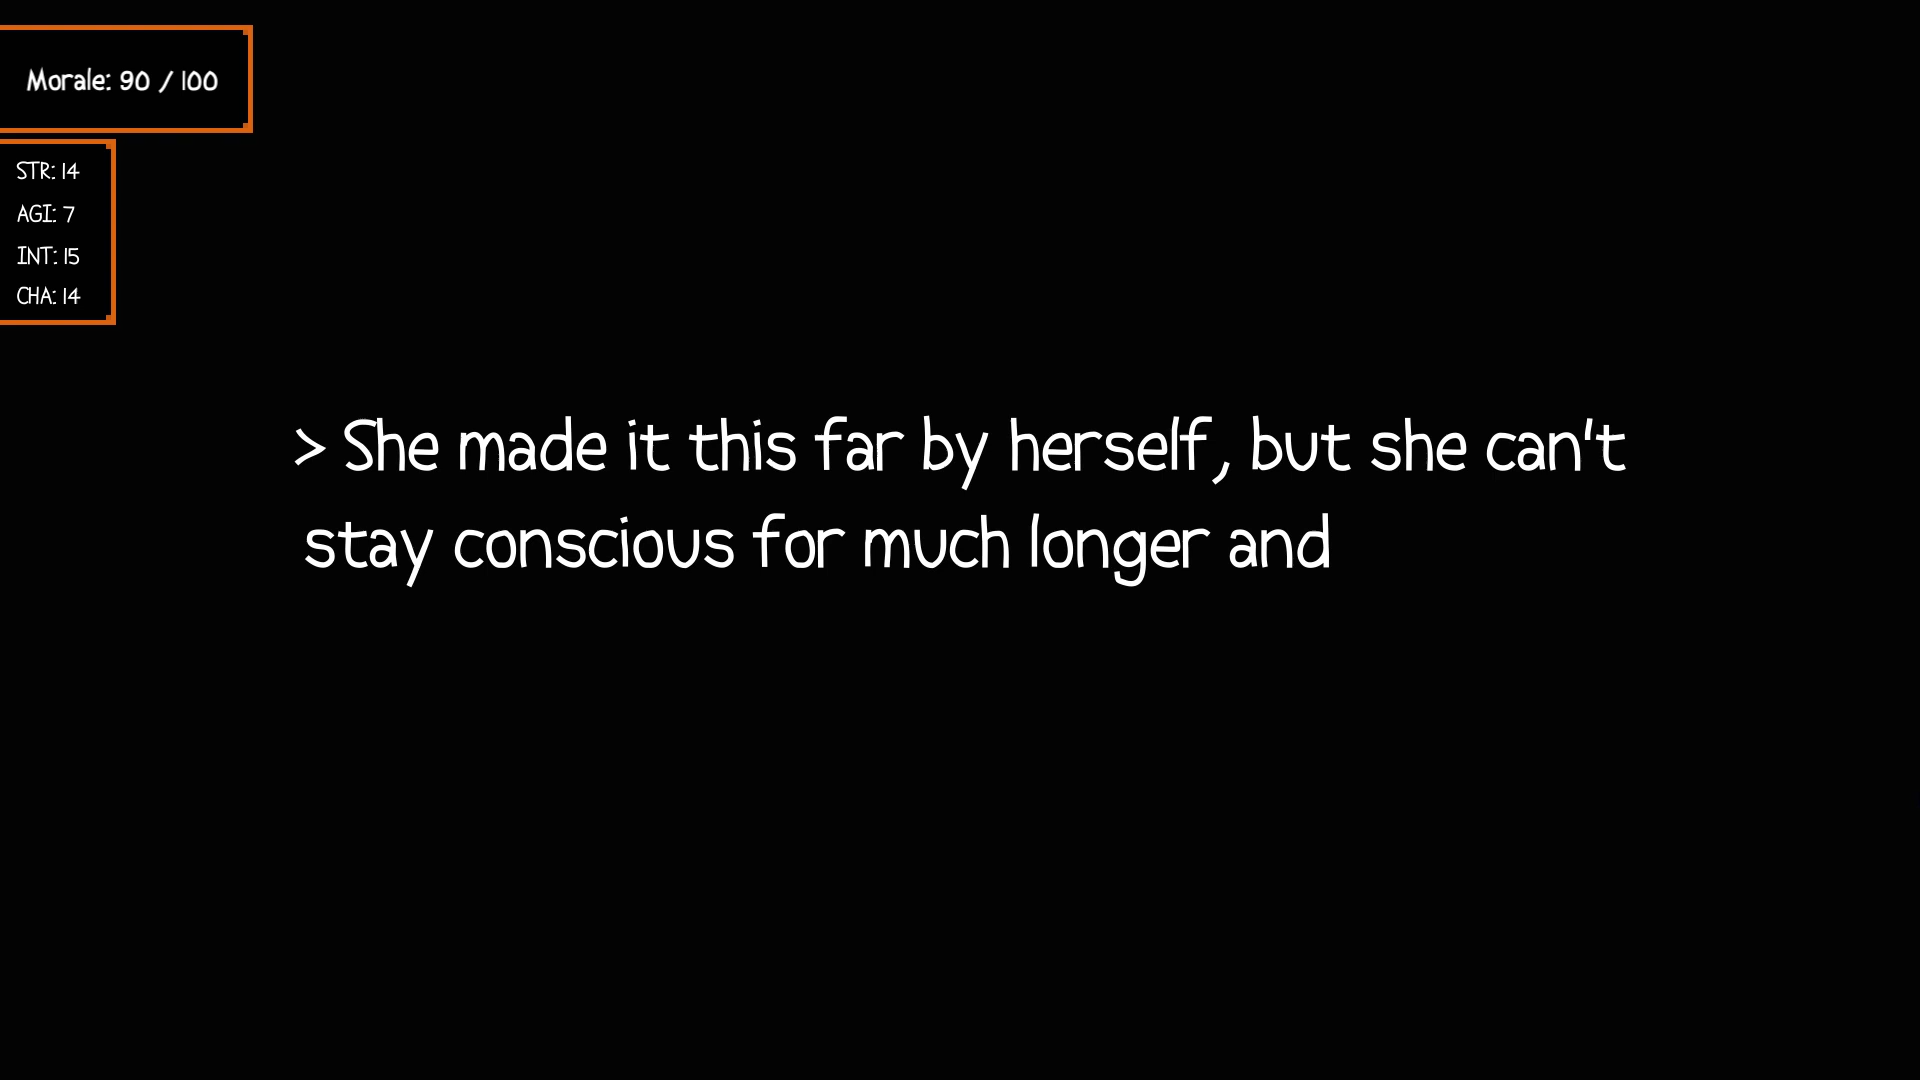 Morale: 90 / 100
STR: 14
AGI: 7
INT: 15
CHA: 14
> She made it this far by herself, but she can't
stay conscious for much longer and